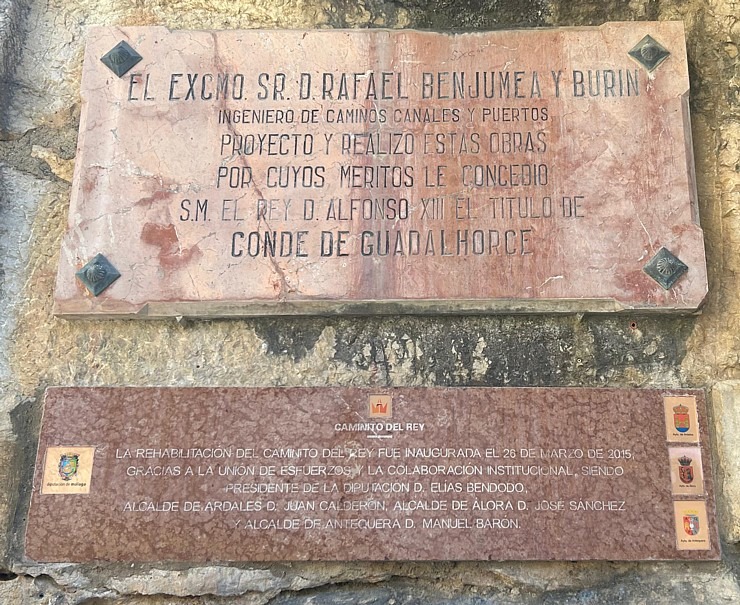 EL EXCMO. SR. D. RAFAEL BENJUMEA Y BURIN
INGENIERO DE CAMINOS CANALES Y PUERTOS
PROYECTO Y REALIZO ESTAS OBRAS
POR CUYOS MERITOS LE CONCEDIO
S.M. EL REY D. ALFONSO XIII EL TITULO DE
CONDE DE GUADALHORCE
CAMINITO DEL REY
LA REHABILITACIÓN DEL CAMINITO DEL REY FUE INAUGURADA EL 26 DE MARZO DE 2015,
GRACIAS A LA UNIÓN DE ESFUERZOS Y LA COLABORACIÓN INSTITUCIONAL, SIENDO
PRESIDENTE DE LA DIPUTACIÓN D. ELÍAS BENDODO,
ALCALDE DE ARDALES D. JUAN CALDERÓN, ALCALDE DE ÁLORA D. JOSÉ SÁNCHEZ
Y ALCALDE DE ANTEQUERA D. MANUEL BARÓN.